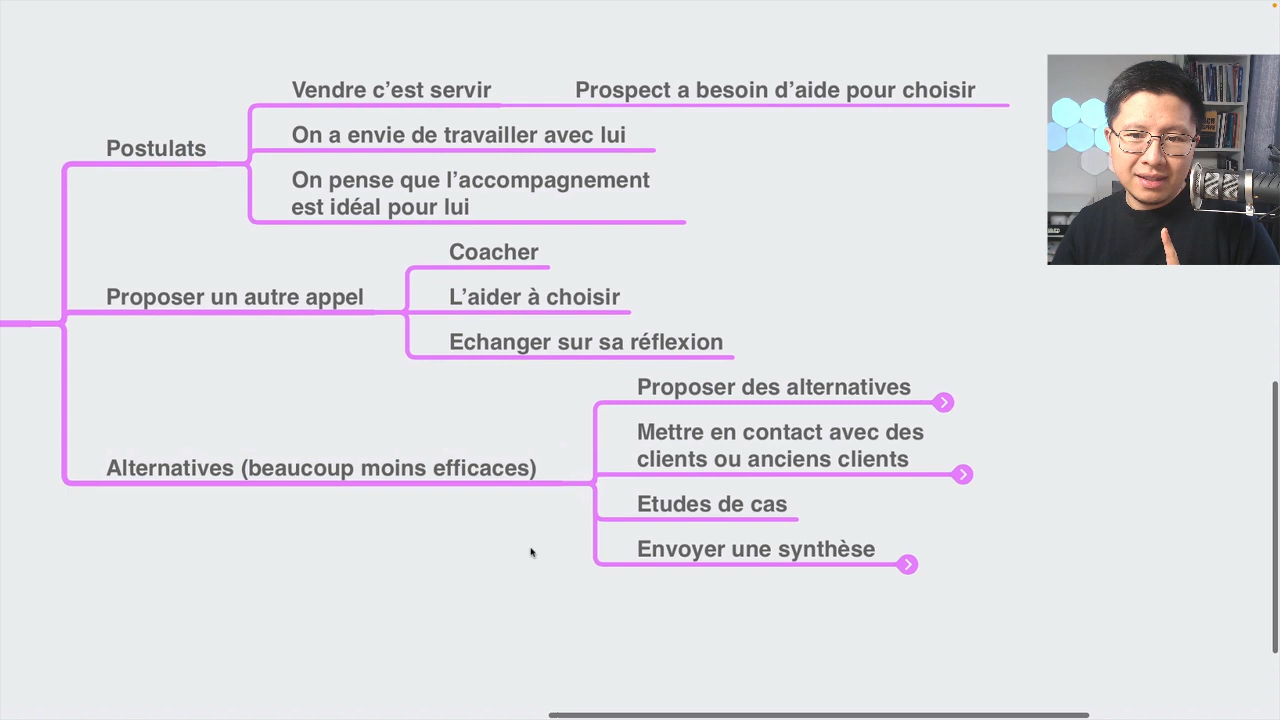 Vendre c’est servir
Prospect a besoin d’aide pour choisir
On a envie de travailler avec lui
Postulats
On pense que l’accompagnement
est idéal pour lui
Coacher
Proposer un autre appel
L’aider à choisir
Echanger sur sa réflexion
Proposer des alternatives
Mettre en contact avec des
clients ou anciens clients
Alternatives (beaucoup moins efficaces)
Etudes de cas
Envoyer une synthèse